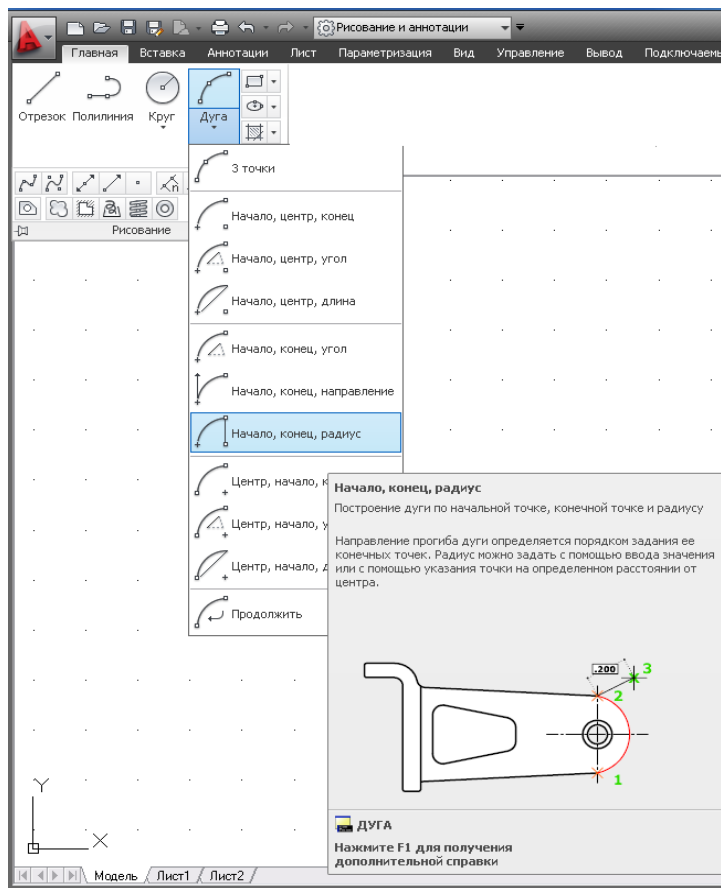 Рисование и аннотации
Главная Вставка Аннотации Лист Параметризация Вид Управление Вывод Подключаемы
Отрезок Полилиния Круг Дуга
Рисование
3 точки
Начало, центр, конец
Начало, центр, угол
Начало, центр, длина
Начало, конец, угол
Начало, конец, направление
Начало, конец, радиус
Центр, начало, к
Центр, начало, у
Центр, начало, д
Продолжить
Начало, конец, радиус
Построение дуги по начальной точке, конечной точке и радиусу
Направление прогиба дуги определяется порядком задания ее
конечных точек. Радиус можно задать с помощью ввода значения
или с помощью указания точки на определенном расстоянии от
центра.
.200 3
2
1
ДУГА
Нажмите F1 для получения
дополнительной справки
Y
X
Модель Лист1 Лист2